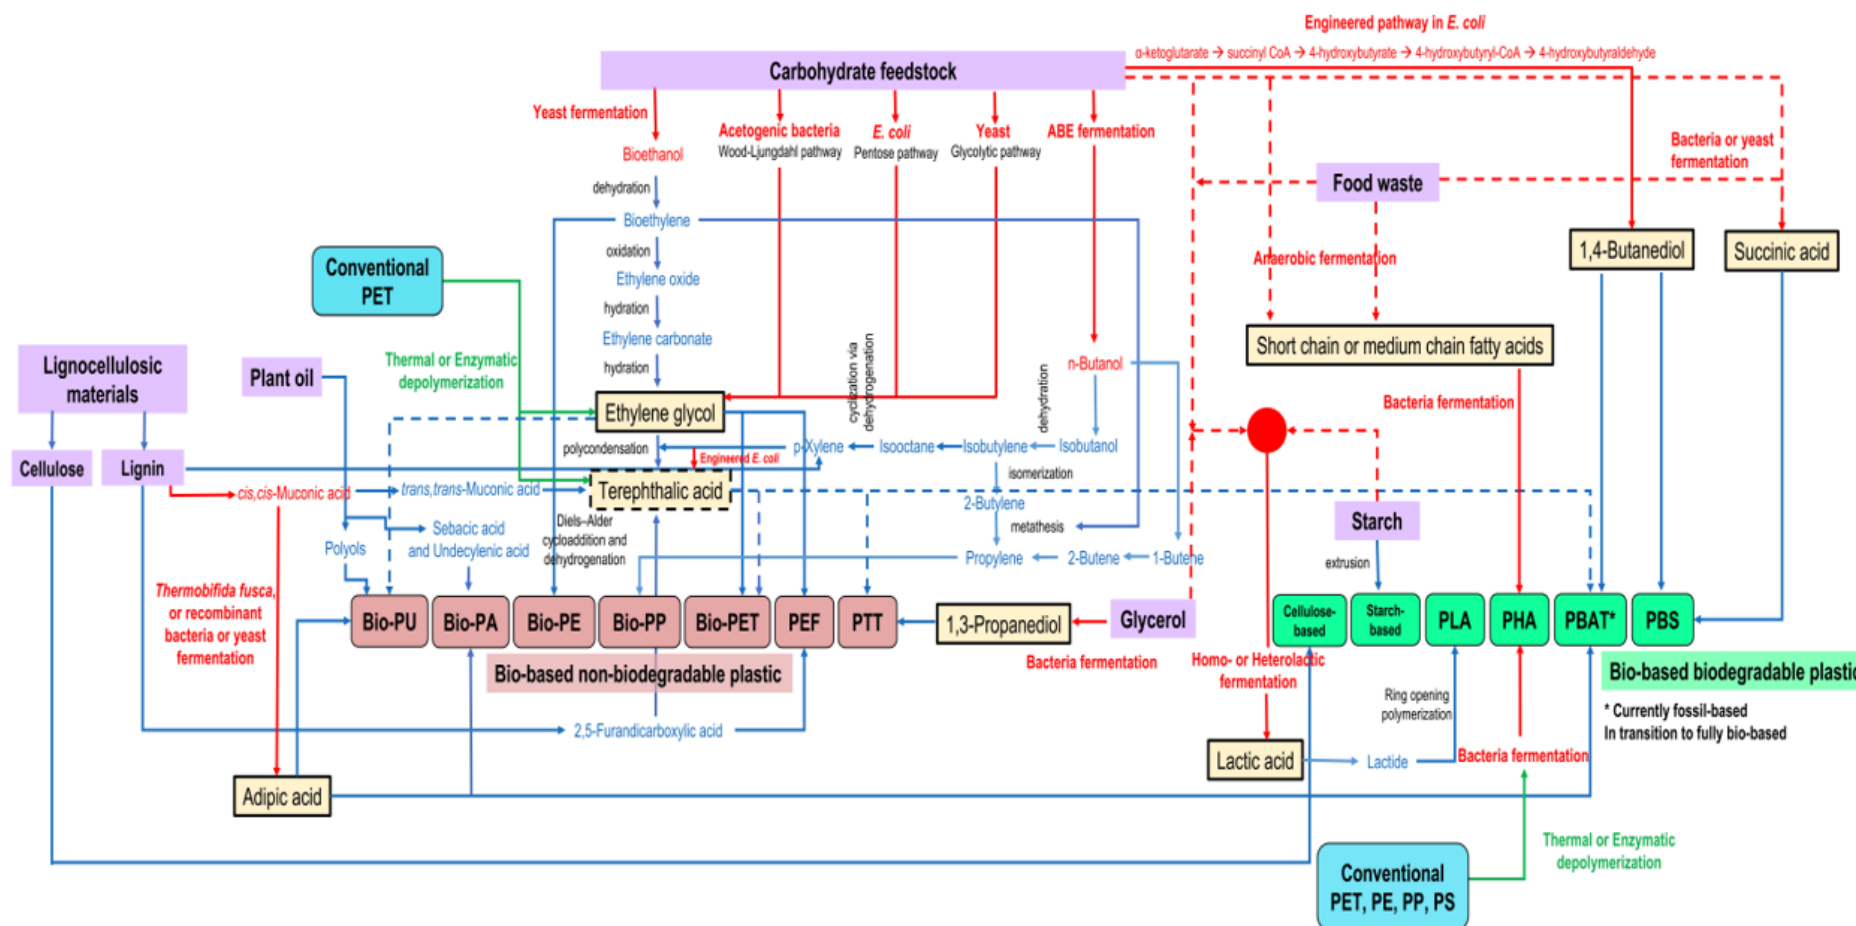 Engineered pathway in E. coli
α-ketoglutarate → succinyl CoA → 4-hydroxybutyrate → 4-hydroxybutyryl-CoA → 4-hydroxybutyraldehyde
Carbohydrate feedstock
Yeast fermentation
Acetogenic bacteria
Wood-Ljungdahl pathway
E. coli
Pentose pathway
Yeast
Glycolytic pathway
ABE fermentation
Bacteria or yeast
fermentation
Bioethanol
dehydration
Food waste
Bioethylene
oxidation
1,4-Butanediol
Succinic acid
Conventional
PET
Ethylene oxide
Anaerobic fermentation
hydration
Ethylene carbonate
hydration
cyclization via
dehydrogenation
dehydration
Short chain or medium chain fatty acids
Lignocellulosic
materials
Plant oil
Thermal or Enzymatic
depolymerization
n-Butanol
Bacteria fermentation
Ethylene glycol
polycondensation
Engineered E. coli
p-Xylene
Isooctane
Isobutylene
Isobutanol
isomerization
Cellulose
Lignin
cis,cis-Muconic acid
trans,trans-Muconic acid
Terephthalic acid
2-Butylene
metathesis
Starch
extrusion
Polyols
Sebacic acid
and Undecylenic acid
Diels–Alder
cycloaddition and
dehydrogenation
Propylene
2-Butene
1-Butene
Thermobifida fusca,
or recombinant
bacteria or yeast
fermentation
Bio-PU
Bio-PA
Bio-PE
Bio-PP
Bio-PET
PEF
PTT
1,3-Propanediol
Glycerol
Bacteria fermentation
Cellulose-
based
Starch-
based
PLA
PHA
PBAT*
PBS
Bio-based non-biodegradable plastic
Homo- or Heterolactic
fermentation
Bio-based biodegradable plastic
* Currently fossil-based
In transition to fully bio-based
Ring opening
polymerization
2,5-Furandicarboxylic acid
Lactic acid
Lactide
Bacteria fermentation
Adipic acid
Thermal or Enzymatic
depolymerization
Conventional
PET, PE, PP, PS